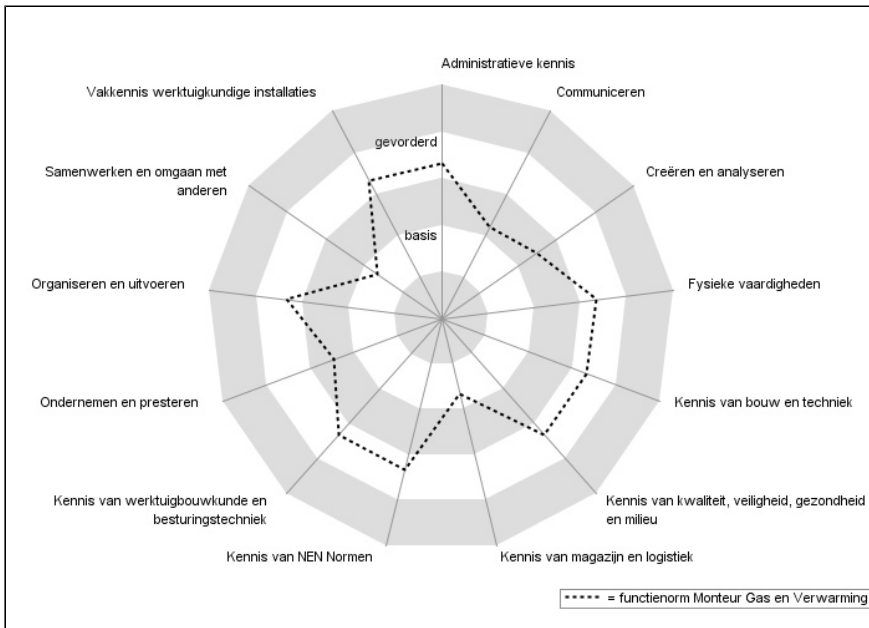 Administratieve kennis
Communiceren
Creëren en analyseren
Fysieke vaardigheden
Kennis van bouw en techniek
Kennis van kwaliteit, veiligheid, gezondheid
en milieu
Kennis van magazijn en logistiek
Kennis van NEN Normen
Kennis van werktuigbouwkunde en
besturingstechniek
Ondernemen en presteren
Organiseren en uitvoeren
Samenwerken en omgaan met
anderen
Vakkennis werktuigkundige installaties
gevorderd
basis
= functienorm Monteur Gas en Verwarming